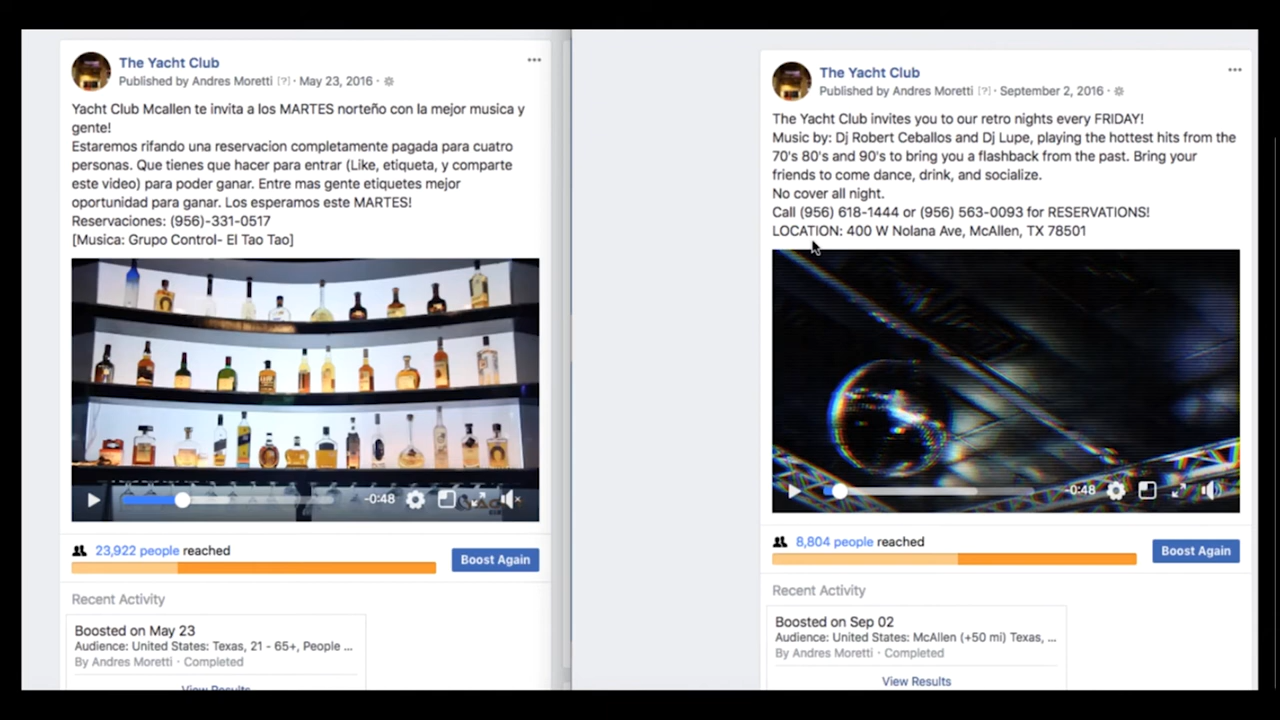 The Yacht Club
Published by Andres Moretti [?] · May 23, 2016 ·
Yacht Club Mcallen te invita a los MARTES norteño con la mejor musica y
gente!
Estaremos rifando una reservacion completamente pagada para cuatro
personas. Que tienes que hacer para entrar (Like, etiqueta, y comparte
este video) para poder ganar. Entre mas gente etiquetes mejor
oportunidad para ganar. Los esperamos este MARTES!
Reservaciones: (956)-331-0517
[Musica: Grupo Control- El Tao Tao]
-0:48
23,922 people reached
Boost Again
Recent Activity
Boosted on May 23
Audience: United States: Texas, 21 - 65+, People ...
By Andres Moretti · Completed
View Results
The Yacht Club
Published by Andres Moretti [?] · September 2, 2016 ·
The Yacht Club invites you to our retro nights every FRIDAY!
Music by: Dj Robert Ceballos and Dj Lupe, playing the hottest hits from the
70's 80's and 90's to bring you a flashback from the past. Bring your
friends to come dance, drink, and socialize.
No cover all night.
Call (956) 618-1444 or (956) 563-0093 for RESERVATIONS!
LOCATION: 400 W Nolana Ave, McAllen, TX 78501
-0:48
8,804 people reached
Boost Again
Recent Activity
Boosted on Sep 02
Audience: United States: McAllen (+50 mi) Texas, ...
By Andres Moretti · Completed
View Results